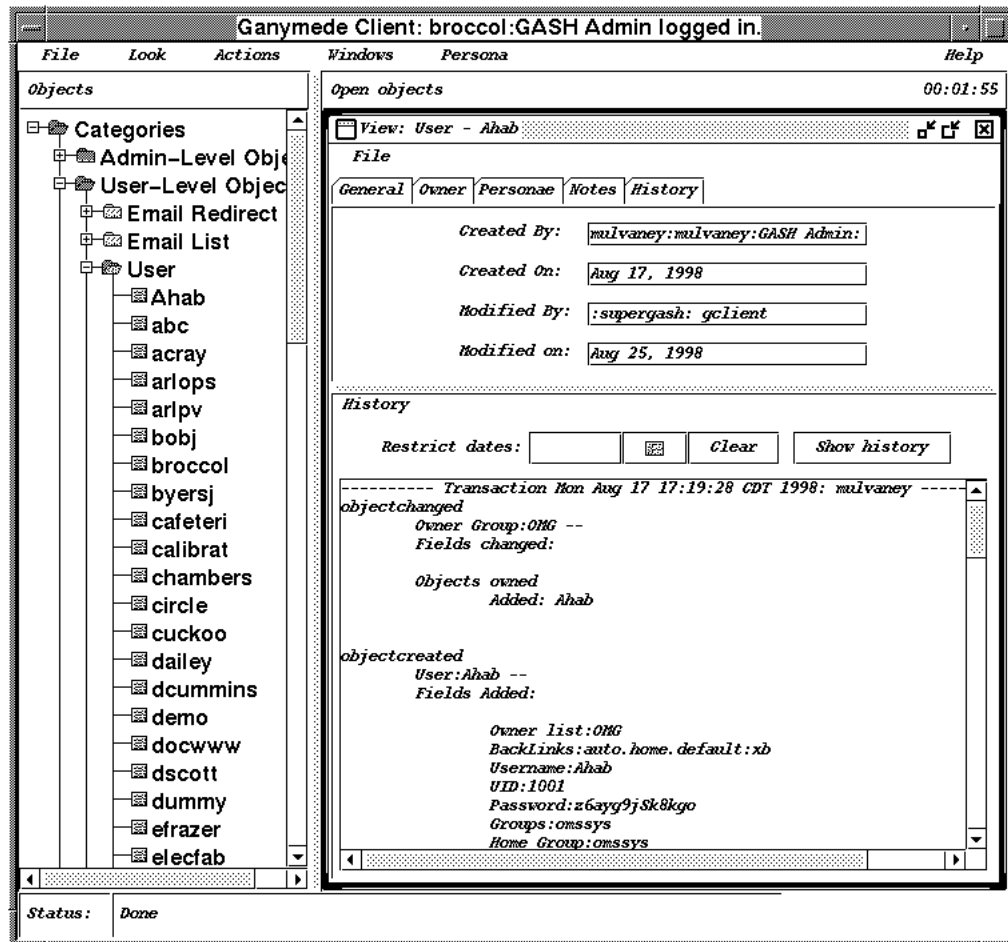 Ganymede Client: broccol:GASH Admin logged in.
File Look Actions Windows Persona Help
Objects
Open objects 00:01:55
Categories
Admin-Level Obje
User-Level Objec
Email Redirect
Email List
User
Ahab
abc
acray
arlops
arlpv
bobj
broccol
byersj
cafeteri
calibrat
chambers
circle
cuckoo
dailey
dcummins
demo
docwww
dscott
dummy
efrazer
elecfab
View: User - Ahab
File
General Owner Personae Notes History
Created By: mulvaney:mulvaney:GASH Admin:
Created On: Aug 17, 1998
Modified By: :supergash: gclient
Modified on: Aug 25, 1998
History
Restrict dates: Clear Show history
---------- Transaction Mon Aug 17 17:19:28 CDT 1998: mulvaney -----
objectchanged
Owner Group:OMG --
Fields changed:
Objects owned
Added: Ahab
objectcreated
User:Ahab --
Fields Added:
Owner list:OMG
BackLinks:auto.home.default:xb
Username:Ahab
UID:1001
Password:z6ayg9jSk8kgo
Groups:omssys
Home Group:omssys
Status: Done